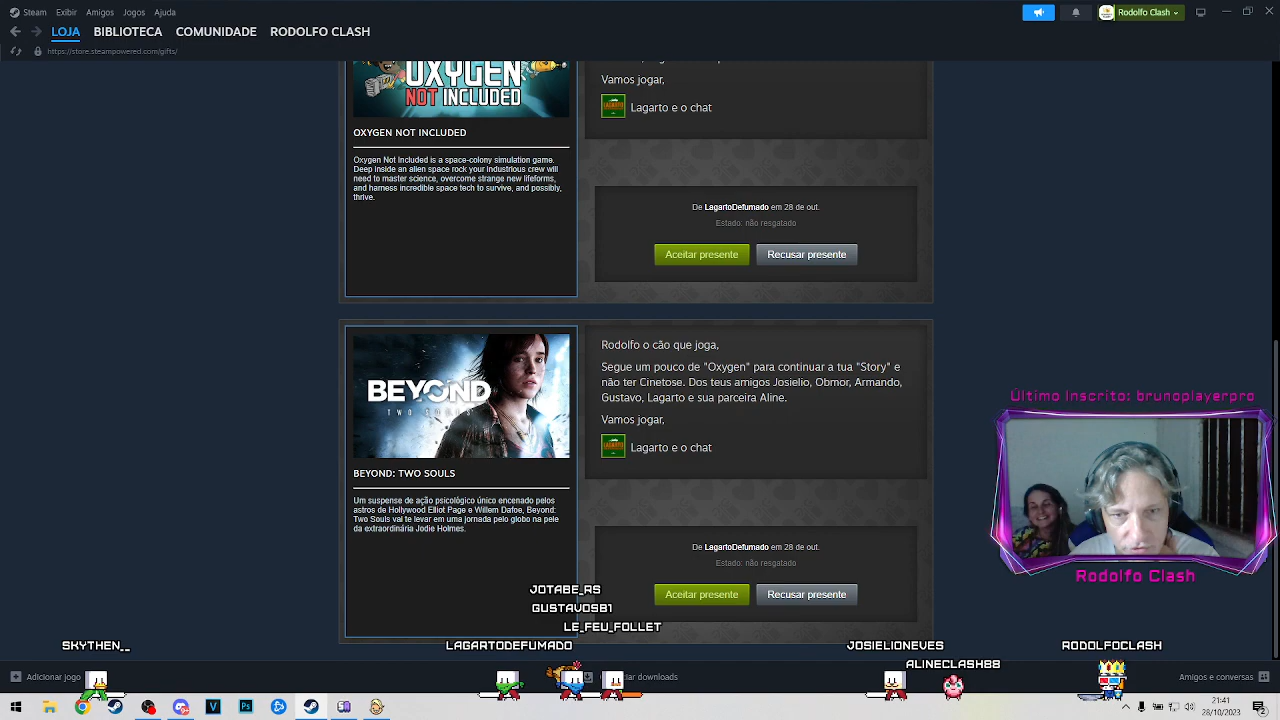 Steam Exibir Amigos Jogos Ajuda
Rodolfo Clash
LOJA BIBLIOTECA COMUNIDADE RODOLFO CLASH
https://store.steampowered.com/gifts/
OXYGEN
NOT INCLUDED
OXYGEN NOT INCLUDED
Oxygen Not Included is a space-colony simulation game.
Deep inside an alien space rock your industrious crew will
need to master science, overcome strange new lifeforms,
and harness incredible space tech to survive, and possibly,
thrive.
Vamos jogar,
Lagarto e o chat
De LagartoDefumado em 28 de out.
Estado: não resgatado
Aceitar presente Recusar presente
BEYOND
TWO SOULS
BEYOND: TWO SOULS
Um suspense de ação psicológico único encenado pelos
astros de Hollywood Elliot Page e Willem Dafoe, Beyond:
Two Souls vai te levar em uma jornada pelo globo na pele
da extraordinária Jodie Holmes.
Rodolfo o cão que joga,
Segue um pouco de "Oxygen" para continuar a tua "Story" e
não ter Cinetose. Dos teus amigos Josielio, Obmor, Armando,
Gustavo, Lagarto e sua parceira Aline.
Vamos jogar,
Lagarto e o chat
De LagartoDefumado em 28 de out.
Estado: não resgatado
Aceitar presente Recusar presente
Último Inscrito: brunoplayerpro
Rodolfo Clash
JOTABE_RS
GUSTAVOSB1
LE_FEU_FOLLET
SKYTHEN__
LAGARTODEFUMADO
JOSIELIONEVES
RODOLFOCLASH
ALINECLASH88
Adicionar jogo
downloads
Amigos e conversas
21:41
28/10/2023